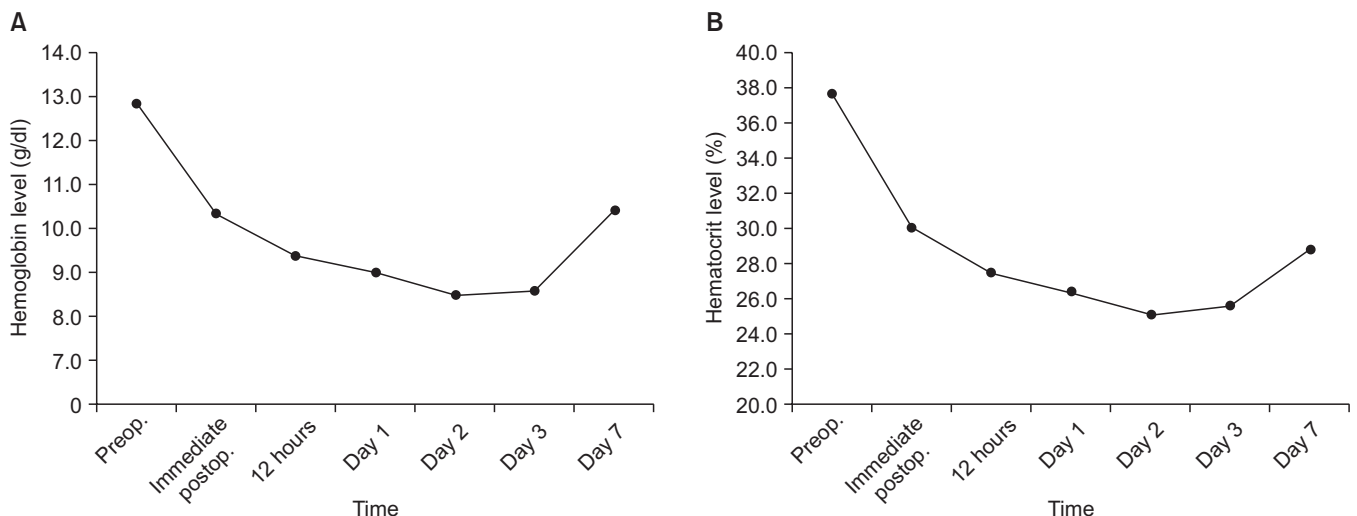 A
Hemoglobin level (g/dl)
14.0
13.0
12.0
11.0
10.0
9.0
8.0
7.0
0
Preop.
Immediate
postop.
12 hours
Day 1
Day 2
Day 3
Day 7
Time
B
Hematocrit level (%)
40.0
38.0
36.0
34.0
32.0
30.0
28.0
26.0
24.0
22.0
20.0
Preop.
Immediate
postop.
12 hours
Day 1
Day 2
Day 3
Day 7
Time